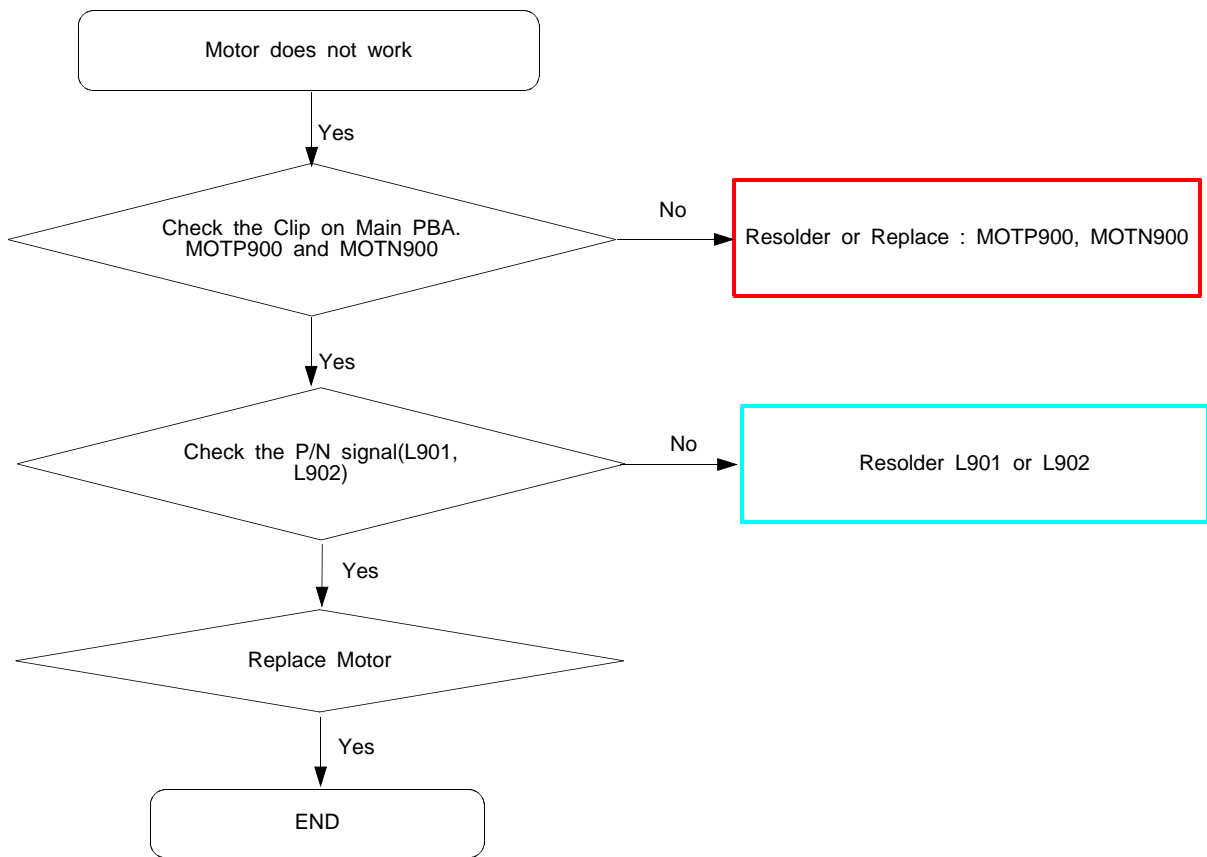 Motor does not work
Yes
Check the Clip on Main PBA.
MOTP900 and MOTN900
No
Resolder or Replace : MOTP900, MOTN900
Yes
Check the P/N signal(L901,
L902)
No
Resolder L901 or L902
Yes
Replace Motor
Yes
END